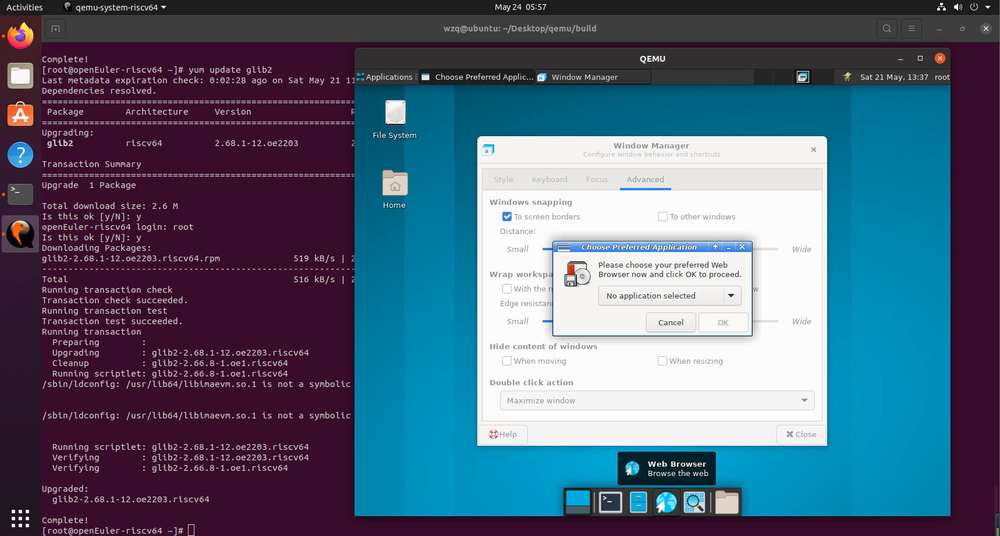 Activities
qemu-system-riscv64
May 24 05:57
wzq@ubuntu: ~/Desktop/qemu/build
Complete!
[root@openEuler-riscv64 ~]# yum update glib2
Last metadata expiration check: 0:02:28 ago on Sat May 21 11
Dependencies resolved.
================================================================
Package Architecture Version R
================================================================
Upgrading:
glib2 riscv64 2.68.1-12.oe2203 2
Transaction Summary
================================================================
Upgrade 1 Package
Total download size: 2.6 M
Is this ok [y/N]: y
openEuler-riscv64 login: root
Is this ok [y/N]: y
Downloading Packages:
glib2-2.68.1-12.oe2203.riscv64.rpm 519 kB/s | 2
----------------------------------------------------------------
Total 516 kB/s | 2
Running transaction check
Transaction check succeeded.
Running transaction test
Transaction test succeeded.
Running transaction
Preparing :
Upgrading : glib2-2.68.1-12.oe2203.riscv64
Cleanup : glib2-2.66.8-1.oe1.riscv64
Running scriptlet: glib2-2.66.8-1.oe1.riscv64
/sbin/ldconfig: /usr/lib64/libimaevm.so.1 is not a symbolic
/sbin/ldconfig: /usr/lib64/libimaevm.so.1 is not a symbolic
Running scriptlet: glib2-2.68.1-12.oe2203.riscv64
Verifying : glib2-2.68.1-12.oe2203.riscv64
Verifying : glib2-2.66.8-1.oe1.riscv64
Upgraded:
glib2-2.68.1-12.oe2203.riscv64
Complete!
[root@openEuler-riscv64 ~]#
QEMU
Applications
Choose Preferred Applic...
Window Manager
Sat 21 May, 13:37
root
File System
Home
Window Manager
Configure window behavior and shortcuts
Style
Keyboard
Focus
Advanced
Windows snapping
To screen borders
To other windows
Distance:
Small
Wide
Wrap workspa
With the n
w
Edge resistan
Small
Wide
Hide content of windows
When moving
When resizing
Double click action
Maximize window
Help
Close
Choose Preferred Application
Please choose your preferred Web
Browser now and click OK to proceed.
No application selected
Cancel
OK
Web Browser
Browse the web